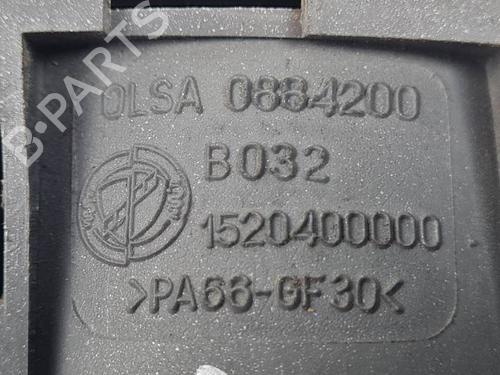 OLSA 0884200
B032
1520400000
>PA66-GF30<
B-PARTS